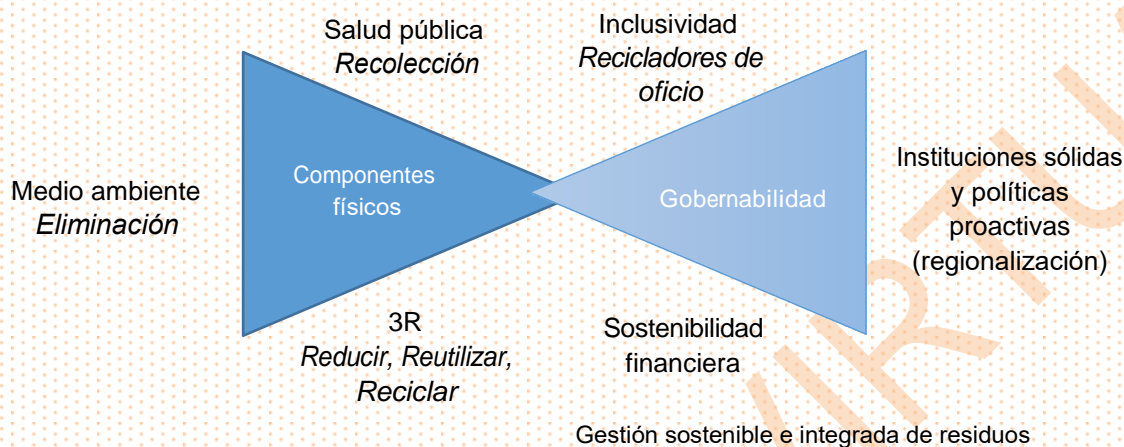 Salud pública
Recolección
Inclusividad
Recicladores de
oficio
Medio ambiente
Eliminación
Componentes
físicos
Gobernabilidad
Instituciones sólidas
y políticas
proactivas
(regionalización)
3R
Reducir, Reutilizar,
Reciclar
Sostenibilidad
financiera
Gestión sostenible e integrada de residuos